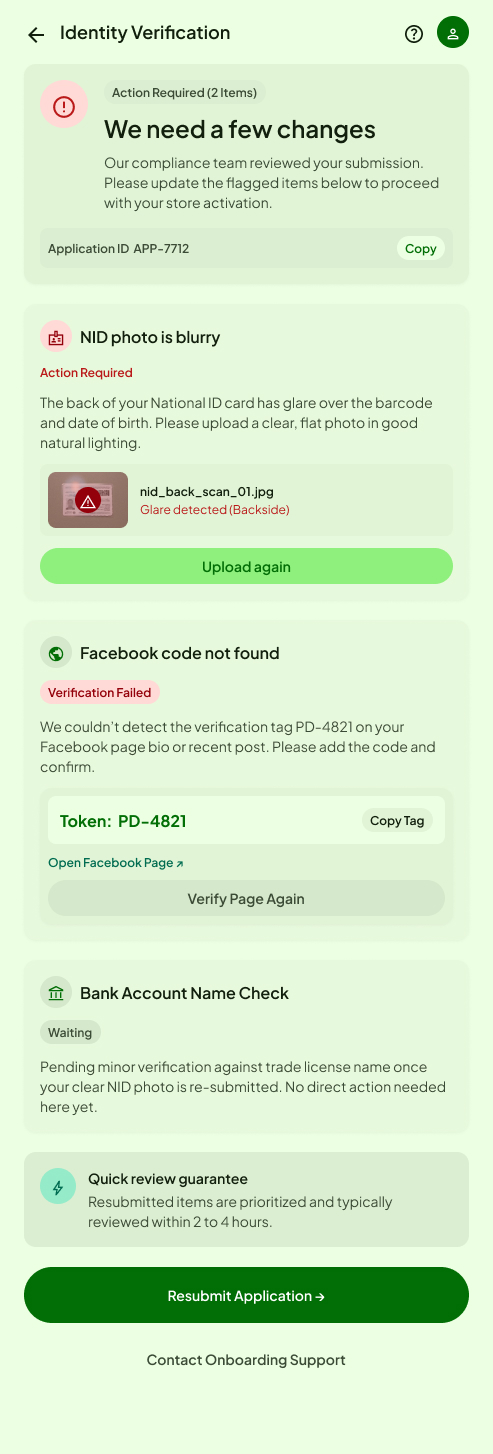 Identity Verification
Action Required (2 Items)
We need a few changes
Our compliance team reviewed your submission.
Please update the flagged items below to proceed
with your store activation.
Application ID APP-7712
Copy
NID photo is blurry
Action Required
The back of your National ID card has glare over the barcode
and date of birth. Please upload a clear, flat photo in good
natural lighting.
nid_back_scan_01.jpg
Glare detected (Backside)
Upload again
Facebook code not found
Verification Failed
We couldn't detect the verification tag PD-4821 on your
Facebook page bio or recent post. Please add the code and
confirm.
Token: PD-4821
Copy Tag
Open Facebook Page ↗
Verify Page Again
Bank Account Name Check
Waiting
Pending minor verification against trade license name once
your clear NID photo is re-submitted. No direct action needed
here yet.
Quick review guarantee
Resubmitted items are prioritized and typically
reviewed within 2 to 4 hours.
Resubmit Application →
Contact Onboarding Support